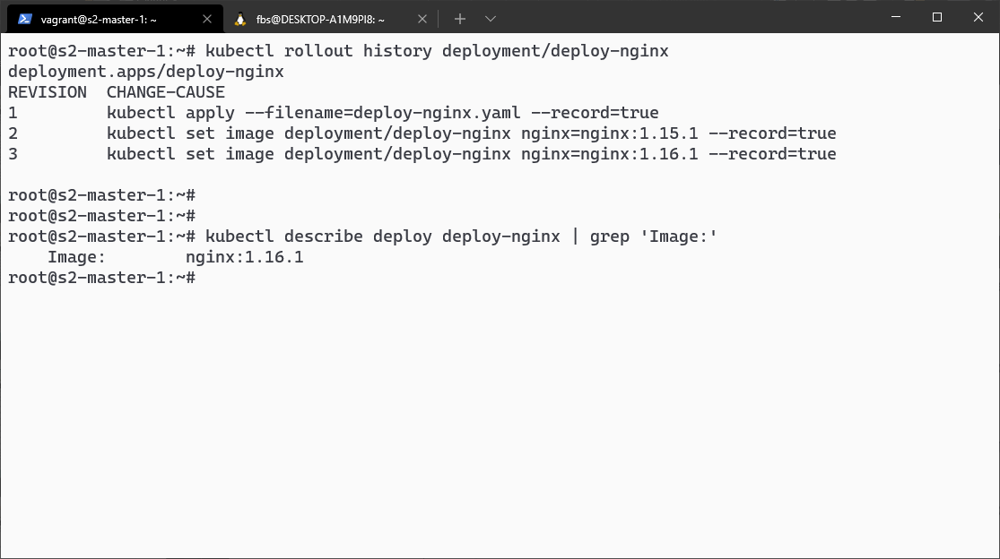 vagrant@s2-master-1: ~
fbs@DESKTOP-A1M9PI8: ~
root@s2-master-1:~# kubectl rollout history deployment/deploy-nginx
deployment.apps/deploy-nginx
REVISION  CHANGE-CAUSE
1         kubectl apply --filename=deploy-nginx.yaml --record=true
2         kubectl set image deployment/deploy-nginx nginx=nginx:1.15.1 --record=true
3         kubectl set image deployment/deploy-nginx nginx=nginx:1.16.1 --record=true
root@s2-master-1:~#
root@s2-master-1:~#
root@s2-master-1:~# kubectl describe deploy deploy-nginx | grep 'Image:'
    Image:        nginx:1.16.1
root@s2-master-1:~#